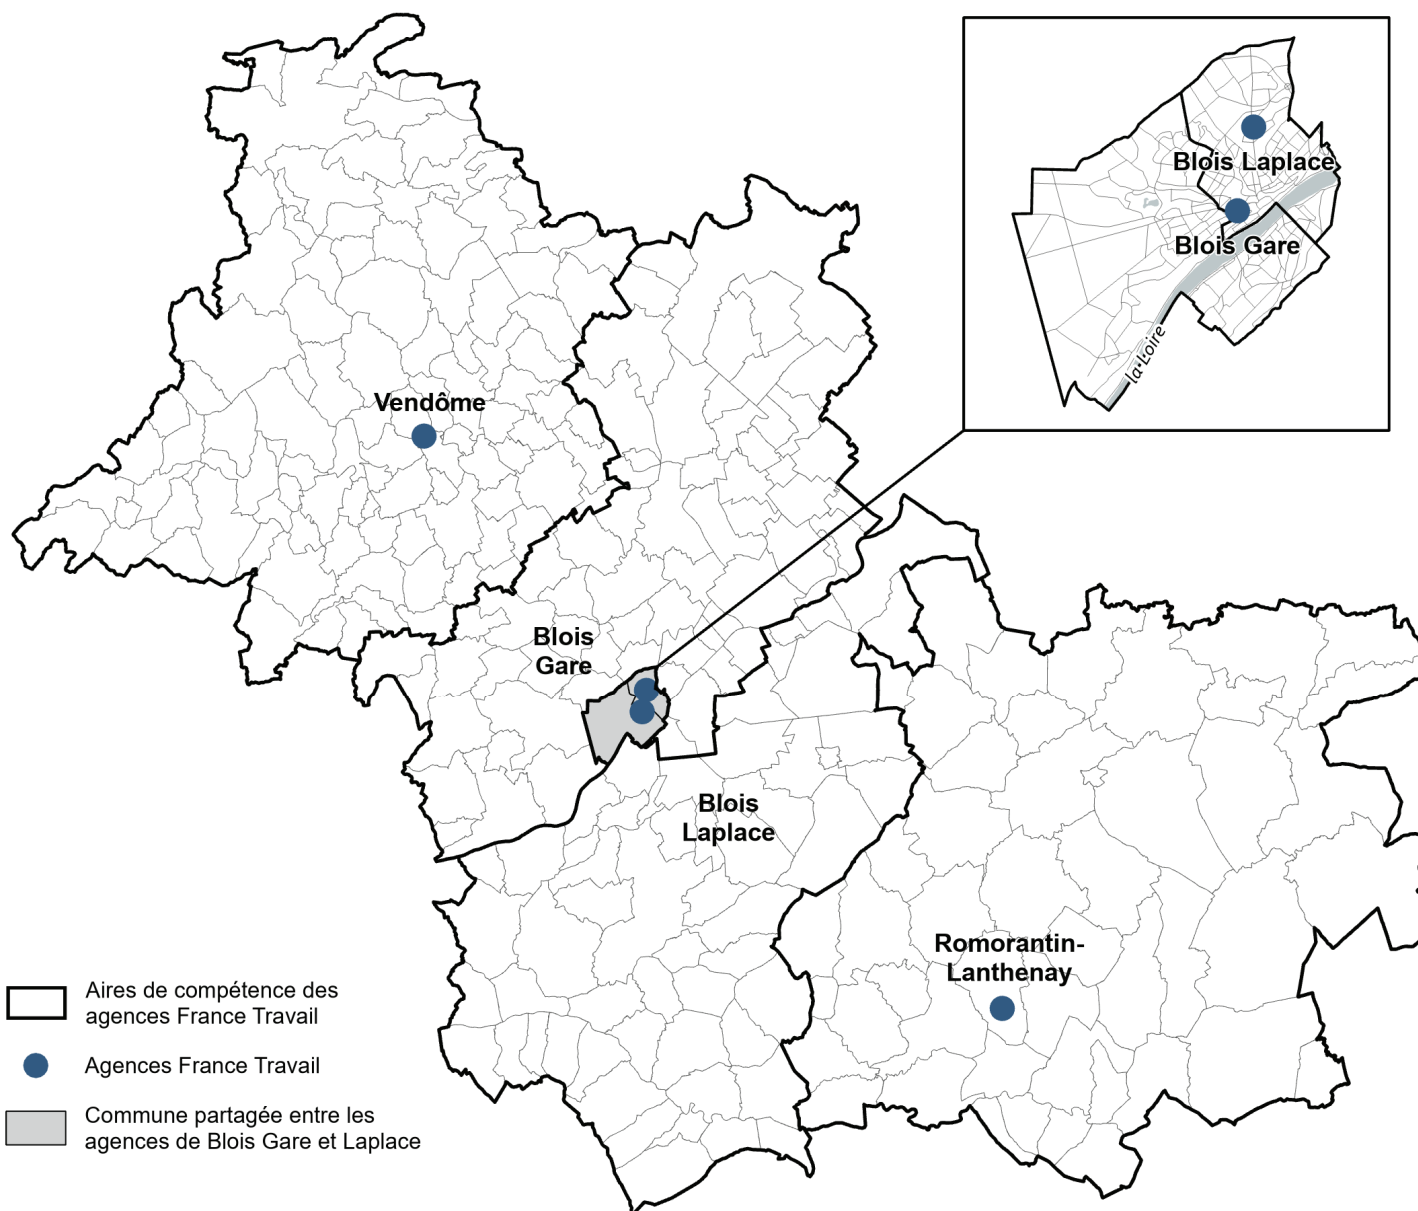 Blois Laplace
Blois Gare
la Loire
Vendôme
Blois
Gare
Blois
Laplace
Romorantin-
Lanthenay
Aires de compétence des
agences France Travail
Agences France Travail
Commune partagée entre les
agences de Blois Gare et Laplace